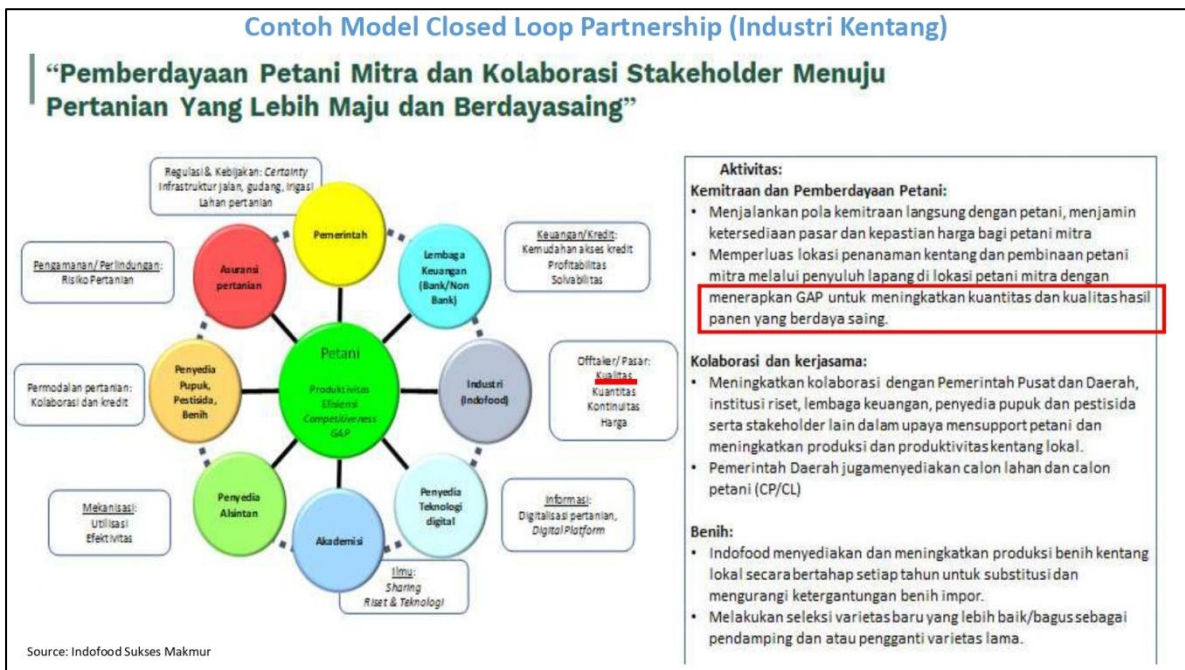 Contoh Model Closed Loop Partnership (Industri Kentang)
“Pemberdayaan Petani Mitra dan Kolaborasi Stakeholder Menuju
Pertanian Yang Lebih Maju dan Berdayasaing”
Regulasi & Kebijakan: Certainty
Infrastruktur jalan, gudang, irigasi
Lahan pertanian
Pemerintah
Keuangan/Kredit:
Kemudahan akses kredit
Profitabilitas
Solvabilitas
Lembaga
Keuangan
(Bank/Non
Bank)
Pengamanan/Perlindungan:
Risiko Pertanian
Asuransi
pertanian
Petani
Produktivitas
Efisiensi
Competitiveness
GAP
Industri
(Indofood)
Offtaker/ Pasar:
Kualitas
Kuantitas
Kontinuitas
Harga
Permodalan pertanian:
Kolaborasi dan kredit
Penyedia
Pupuk,
Pestisida,
Benih
Mekanisasi:
Utilisasi
Efektivitas
Penyedia
Alsintan
Akademisi
Ilmu:
Sharing
Riset & Teknologi
Penyedia
Teknologi
digital
Informasi:
Digitalisasi pertanian,
Digital Platform
Aktivitas:
Kemitraan dan Pemberdayaan Petani:
• Menjalankan pola kemitraan langsung dengan petani, menjamin
ketersediaan pasar dan kepastian harga bagi petani mitra
• Memperluas lokasi penanaman kentang dan pembinaan petani
mitra melalui penyuluh lapang di lokasi petani mitra dengan
menerapkan GAP untuk meningkatkan kuantitas dan kualitas hasil
panen yang berdaya saing.
Kolaborasi dan kerjasama:
• Meningkatkan kolaborasi dengan Pemerintah Pusat dan Daerah,
institusi riset, lembaga keuangan, penyedia pupuk dan pestisida
serta stakeholder lain dalam upaya mensupport petani dan
meningkatkan produksi dan produktivitas kentang lokal.
• Pemerintah Daerah jugamenyediakan calon lahan dan calon
petani (CP/CL)
Benih:
• Indofood menyediakan dan meningkatkan produksi benih kentang
lokal secara bertahap setiap tahun untuk substitusi dan
mengurangi ketergantungan benih impor.
• Melakukan seleksi varietas baru yang lebih baik/bagus sebagai
pendamping dan atau pengganti varietas lama.
Source: Indofood Sukses Makmur